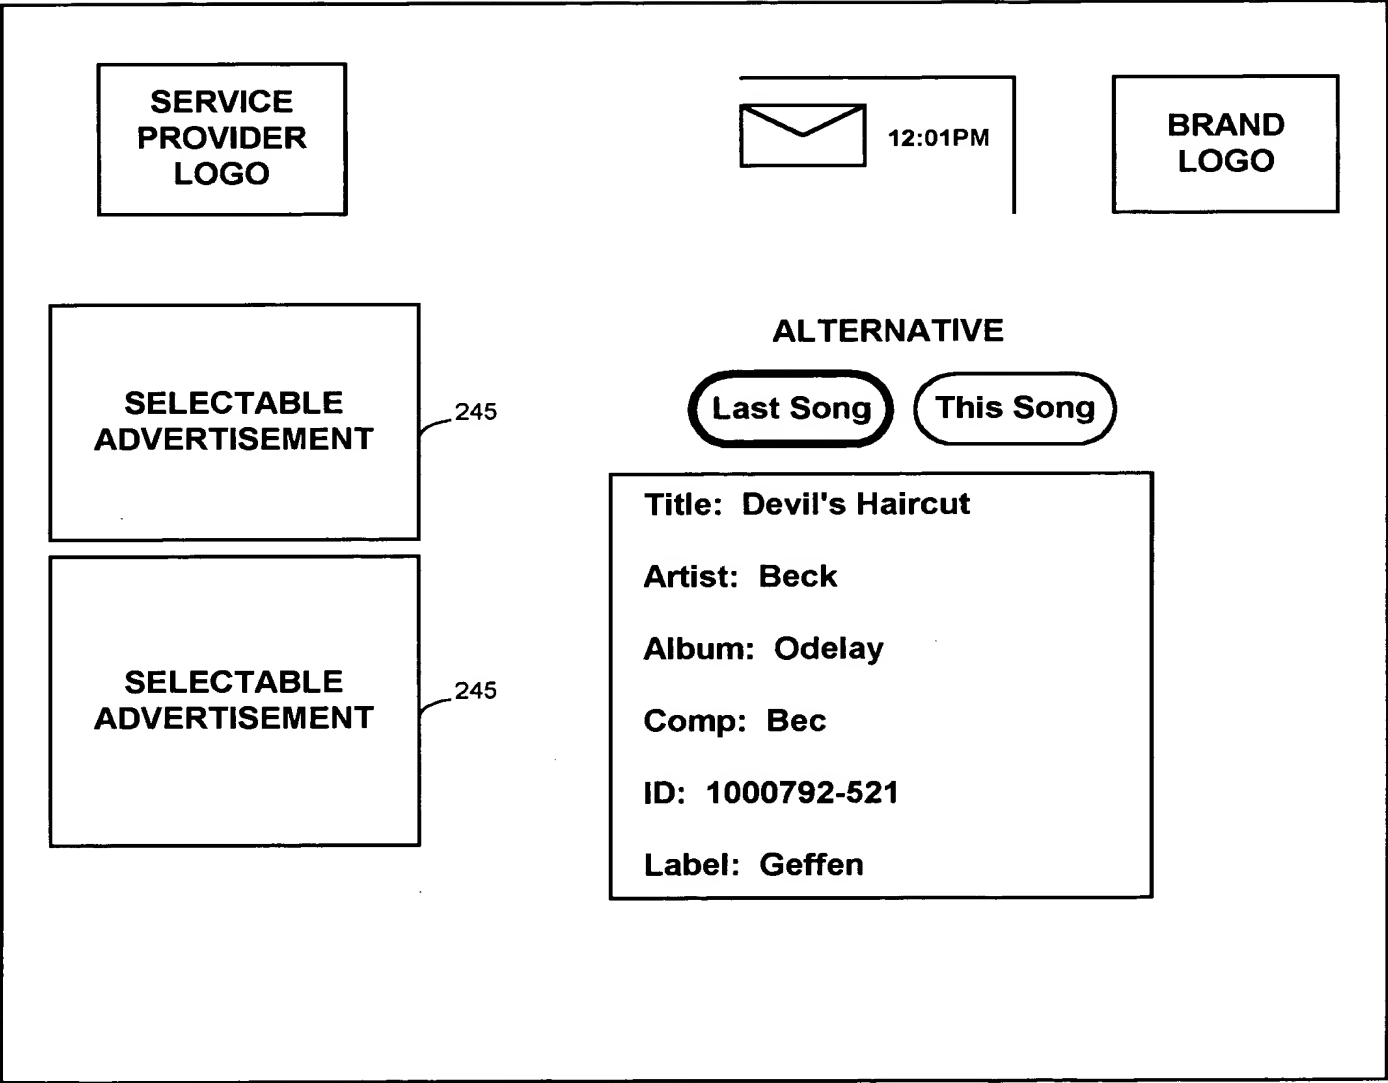 SERVICE
PROVIDER
LOGO
12:01PM
BRAND
LOGO
SELECTABLE
ADVERTISEMENT
245
SELECTABLE
ADVERTISEMENT
245
ALTERNATIVE
Last Song
This Song
Title: Devil's Haircut
Artist: Beck
Album: Odelay
Comp: Bec
ID: 1000792-521
Label: Geffen